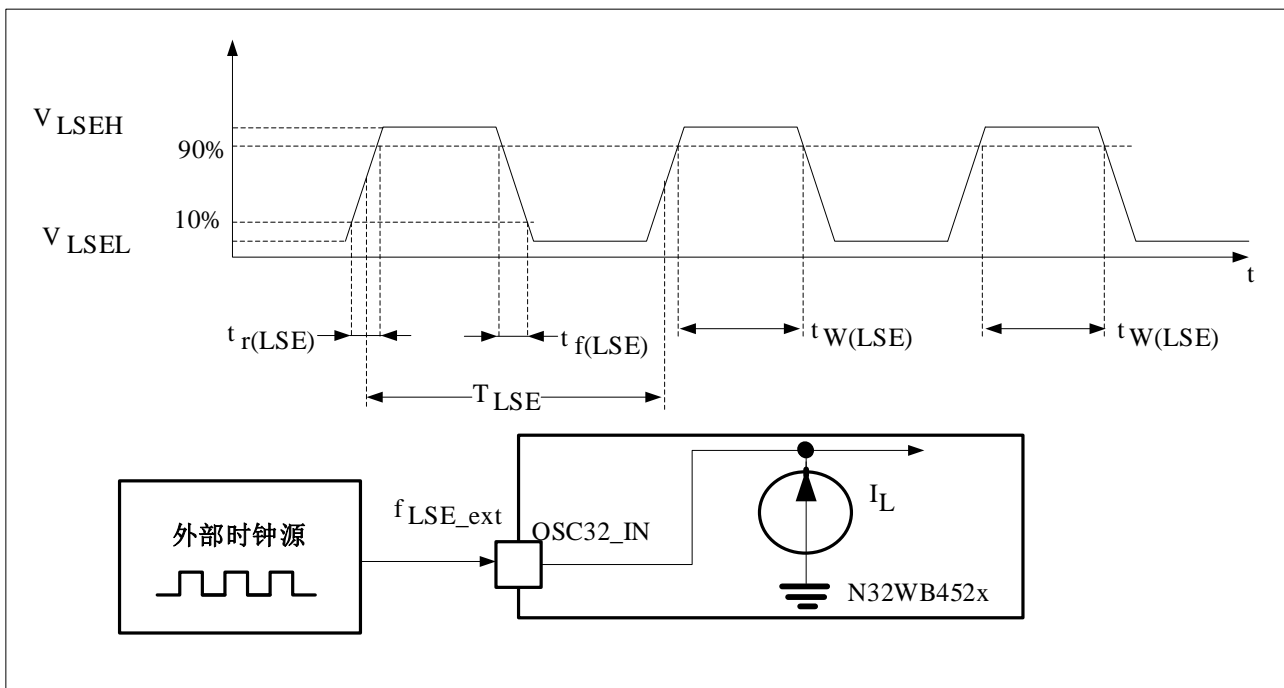 V LSEH
90%
10%
V LSEL
t
t r(LSE)
t f(LSE)
t W(LSE)
t W(LSE)
T LSE
外部时钟源
f LSE_ext
OSC32_IN
I L
N32WB452x